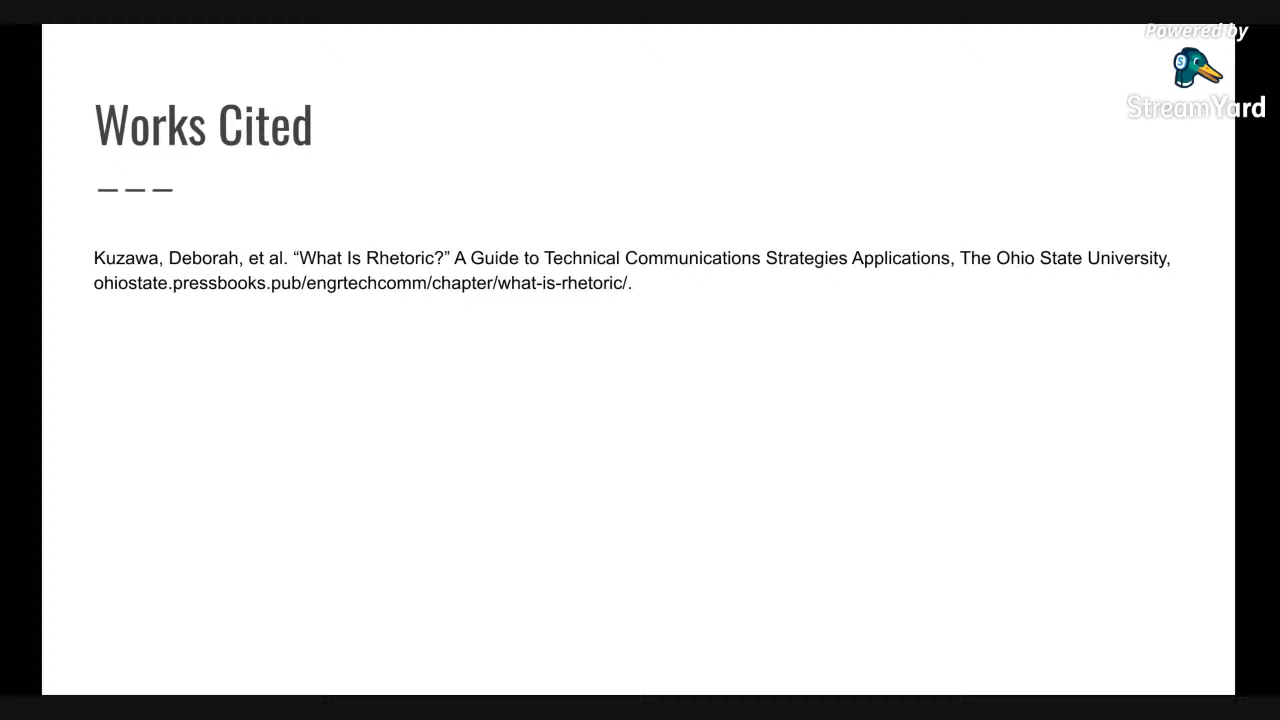 Powered by
StreamYard
Works Cited
Kuzawa, Deborah, et al. “What Is Rhetoric?” A Guide to Technical Communications Strategies Applications, The Ohio State University,
ohiostate.pressbooks.pub/engrtechcomm/chapter/what-is-rhetoric/.